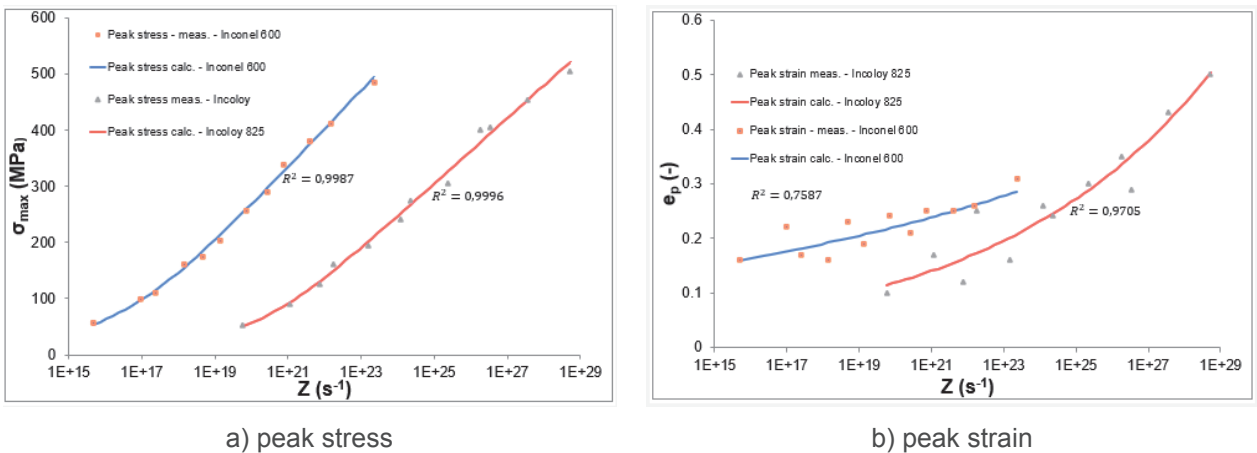 600
500
400
300
200
100
0
σmax (MPa)
Peak stress - meas. - Inconel 600
Peak stress calc. - Inconel 600
Peak stress meas. - Incoloy
Peak stress calc. - Incoloy 825
R² = 0,9987
R² = 0,9996
1E+15 1E+17 1E+19 1E+21 1E+23 1E+25 1E+27 1E+29
Z (s⁻¹)
a) peak stress
0.6
0.5
0.4
0.3
0.2
0.1
0
eₚ (-)
Peak strain meas. - Incoloy 825
Peak strain calc. - Incoloy 825
Peak strain - meas. - Inconel 600
Peak strain calc. - Inconel 600
R² = 0,7587
R² = 0,9705
1E+15 1E+17 1E+19 1E+21 1E+23 1E+25 1E+27 1E+29
Z (s⁻¹)
b) peak strain